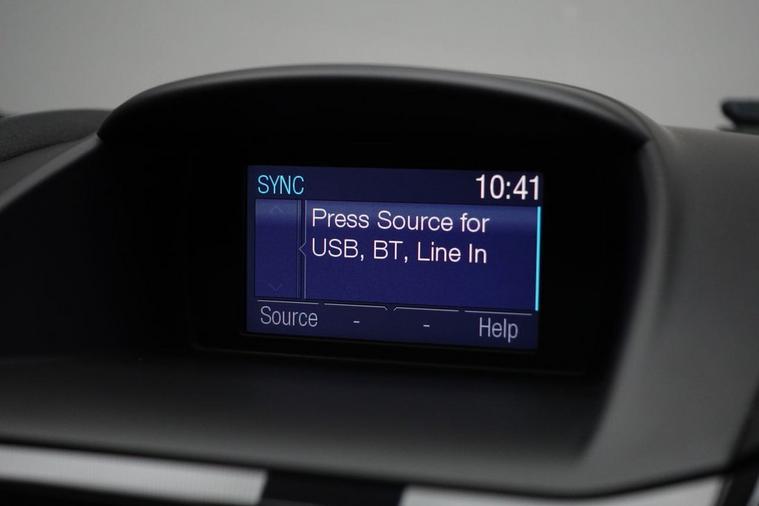 SYNC 10:41
Press Source for
USB, BT, Line In
Source - - Help